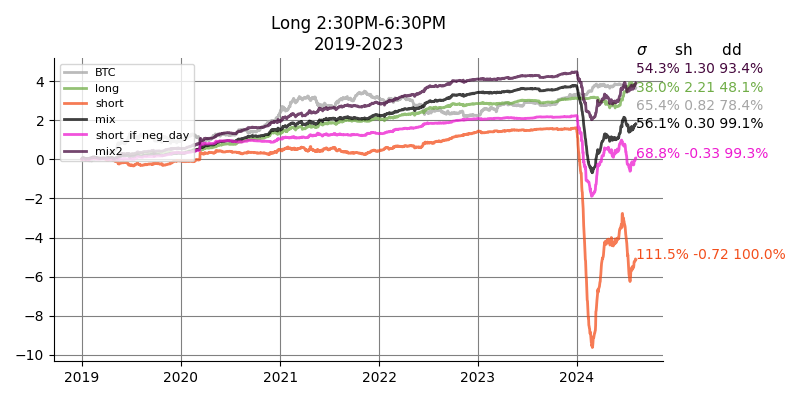 Long 2:30PM-6:30PM
2019-2023
σ sh dd
54.3% 1.30 93.4%
38.0% 2.21 48.1%
65.4% 0.82 78.4%
56.1% 0.30 99.1%
68.8% -0.33 99.3%
111.5% -0.72 100.0%
BTC
long
short
mix
short_if_neg_day
mix2
4
2
0
−2
−4
−6
−8
−10
2019 2020 2021 2022 2023 2024